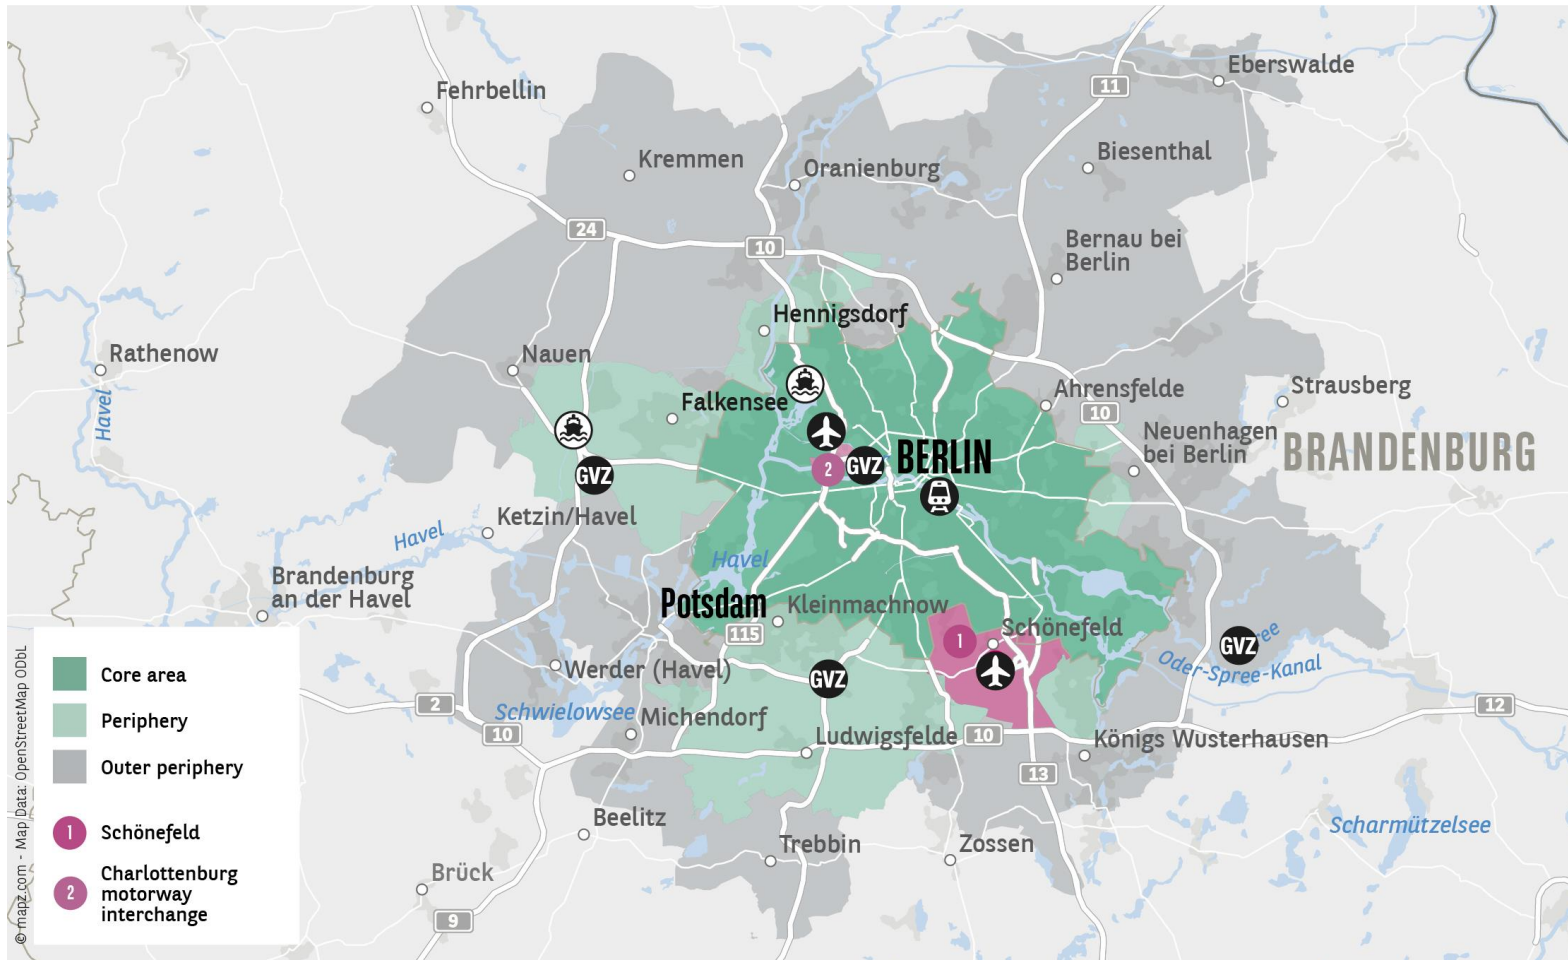 Fehrbellin
Eberswalde
11
Kremmen
Oranienburg
Biesenthal
24
10
Bernau bei
Berlin
Hennigsdorf
Rathenow
Nauen
Havel
Falkensee
Ahrensfelde
Strausberg
10
Neuenhagen
bei Berlin
BRANDENBURG
BERLIN
2
GVZ
GVZ
Ketzin/Havel
Havel
Havel
Brandenburg
an der Havel
Potsdam
Kleinmachnow
115
1
Schönefeld
GVZ
ree
Oder-Spree-Kanal
Werder (Havel)
GVZ
2
Schwielowsee
Michendorf
10
Ludwigsfelde
10
12
Königs Wusterhausen
13
Beelitz
Trebbin
Zossen
Scharmützelsee
Brück
9
Core area
Periphery
Outer periphery
1
Schönefeld
2
Charlottenburg
motorway
interchange
© mapz.com - Map Data: OpenStreetMap ODbL